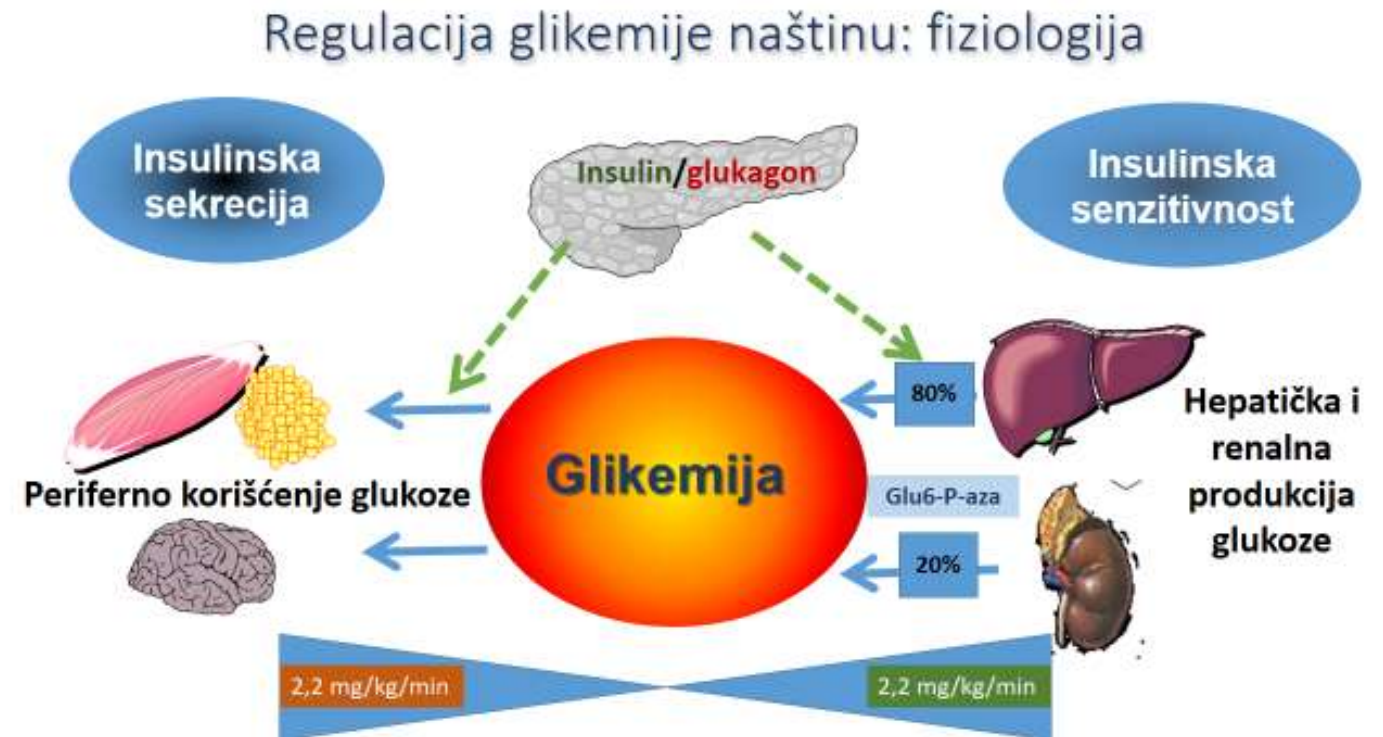 Regulacija glikemije naštinu: fiziologija
Insulinska
sekrecija
Insulin/glukagon
Insulinska
senzitivnost
80%
Hepatička i
renalna
produkcija
glukoze
Glikemija
Periferno korišćenje glukoze
Glu6-P-aza
20%
2,2 mg/kg/min
2,2 mg/kg/min